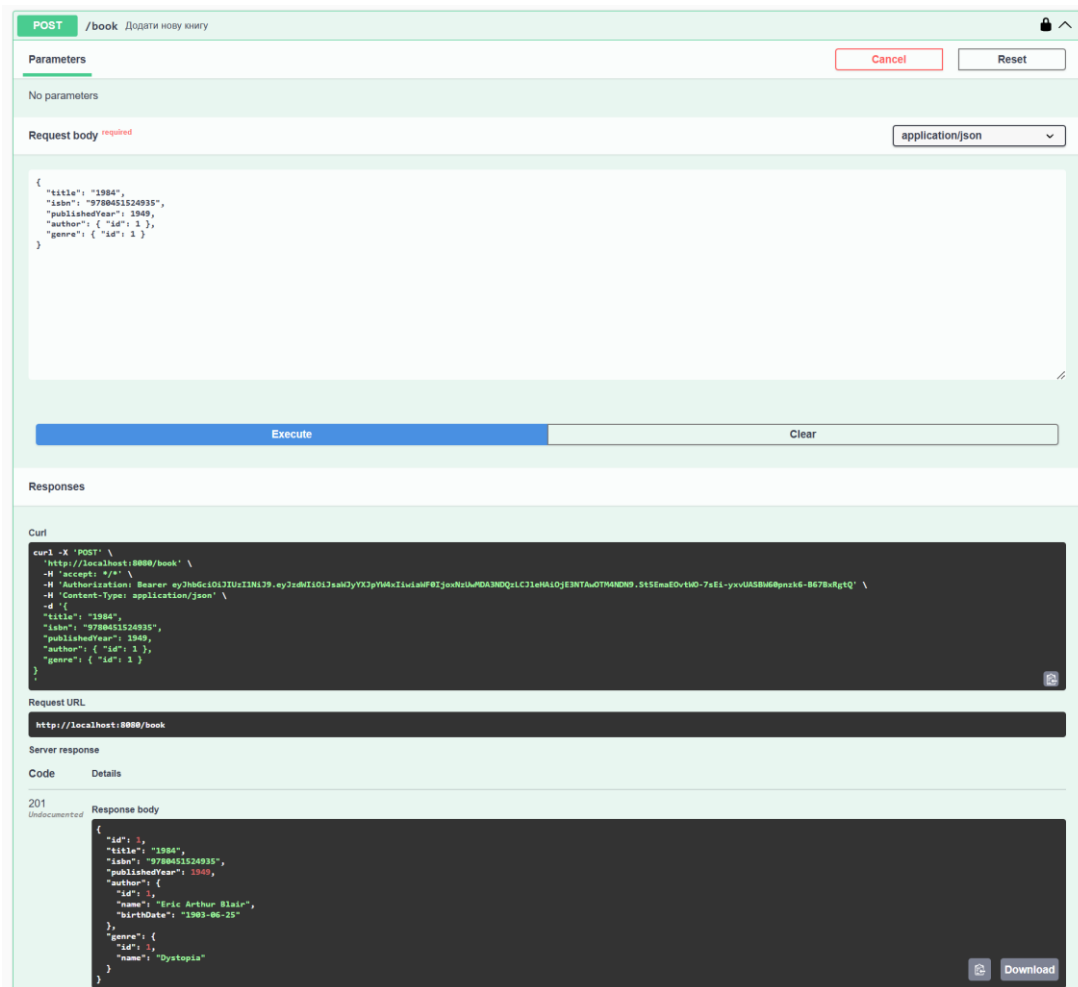 POST /book Додати нову книгу
Parameters
Cancel
Reset
No parameters
Request body required
application/json
{
  "title": "1984",
  "isbn": "9780451524935",
  "publishedYear": 1949,
  "author": { "id": 1 },
  "genre": { "id": 1 }
}
Execute
Clear
Responses
Curl
curl -X 'POST' \
  'http://localhost:8080/book' \
  -H 'accept: */*' \
  -H 'Authorization: Bearer \
  -H 'Content-Type: application/json' \
  -d '{
  "title": "1984",
  "isbn": "9780451524935",
  "publishedYear": 1949,
  "author": { "id": 1 },
  "genre": { "id": 1 }
}
'
Request URL
http://localhost:8080/book
Server response
Code Details
201
Undocumented
Response body
{
  "id": 1,
  "title": "1984",
  "isbn": "9780451524935",
  "publishedYear": 1949,
  "author": {
    "id": 1,
    "name": "Eric Arthur Blair",
    "birthDate": "1903-06-25"
  },
  "genre": {
    "id": 1,
    "name": "Dystopia"
  }
}
Download